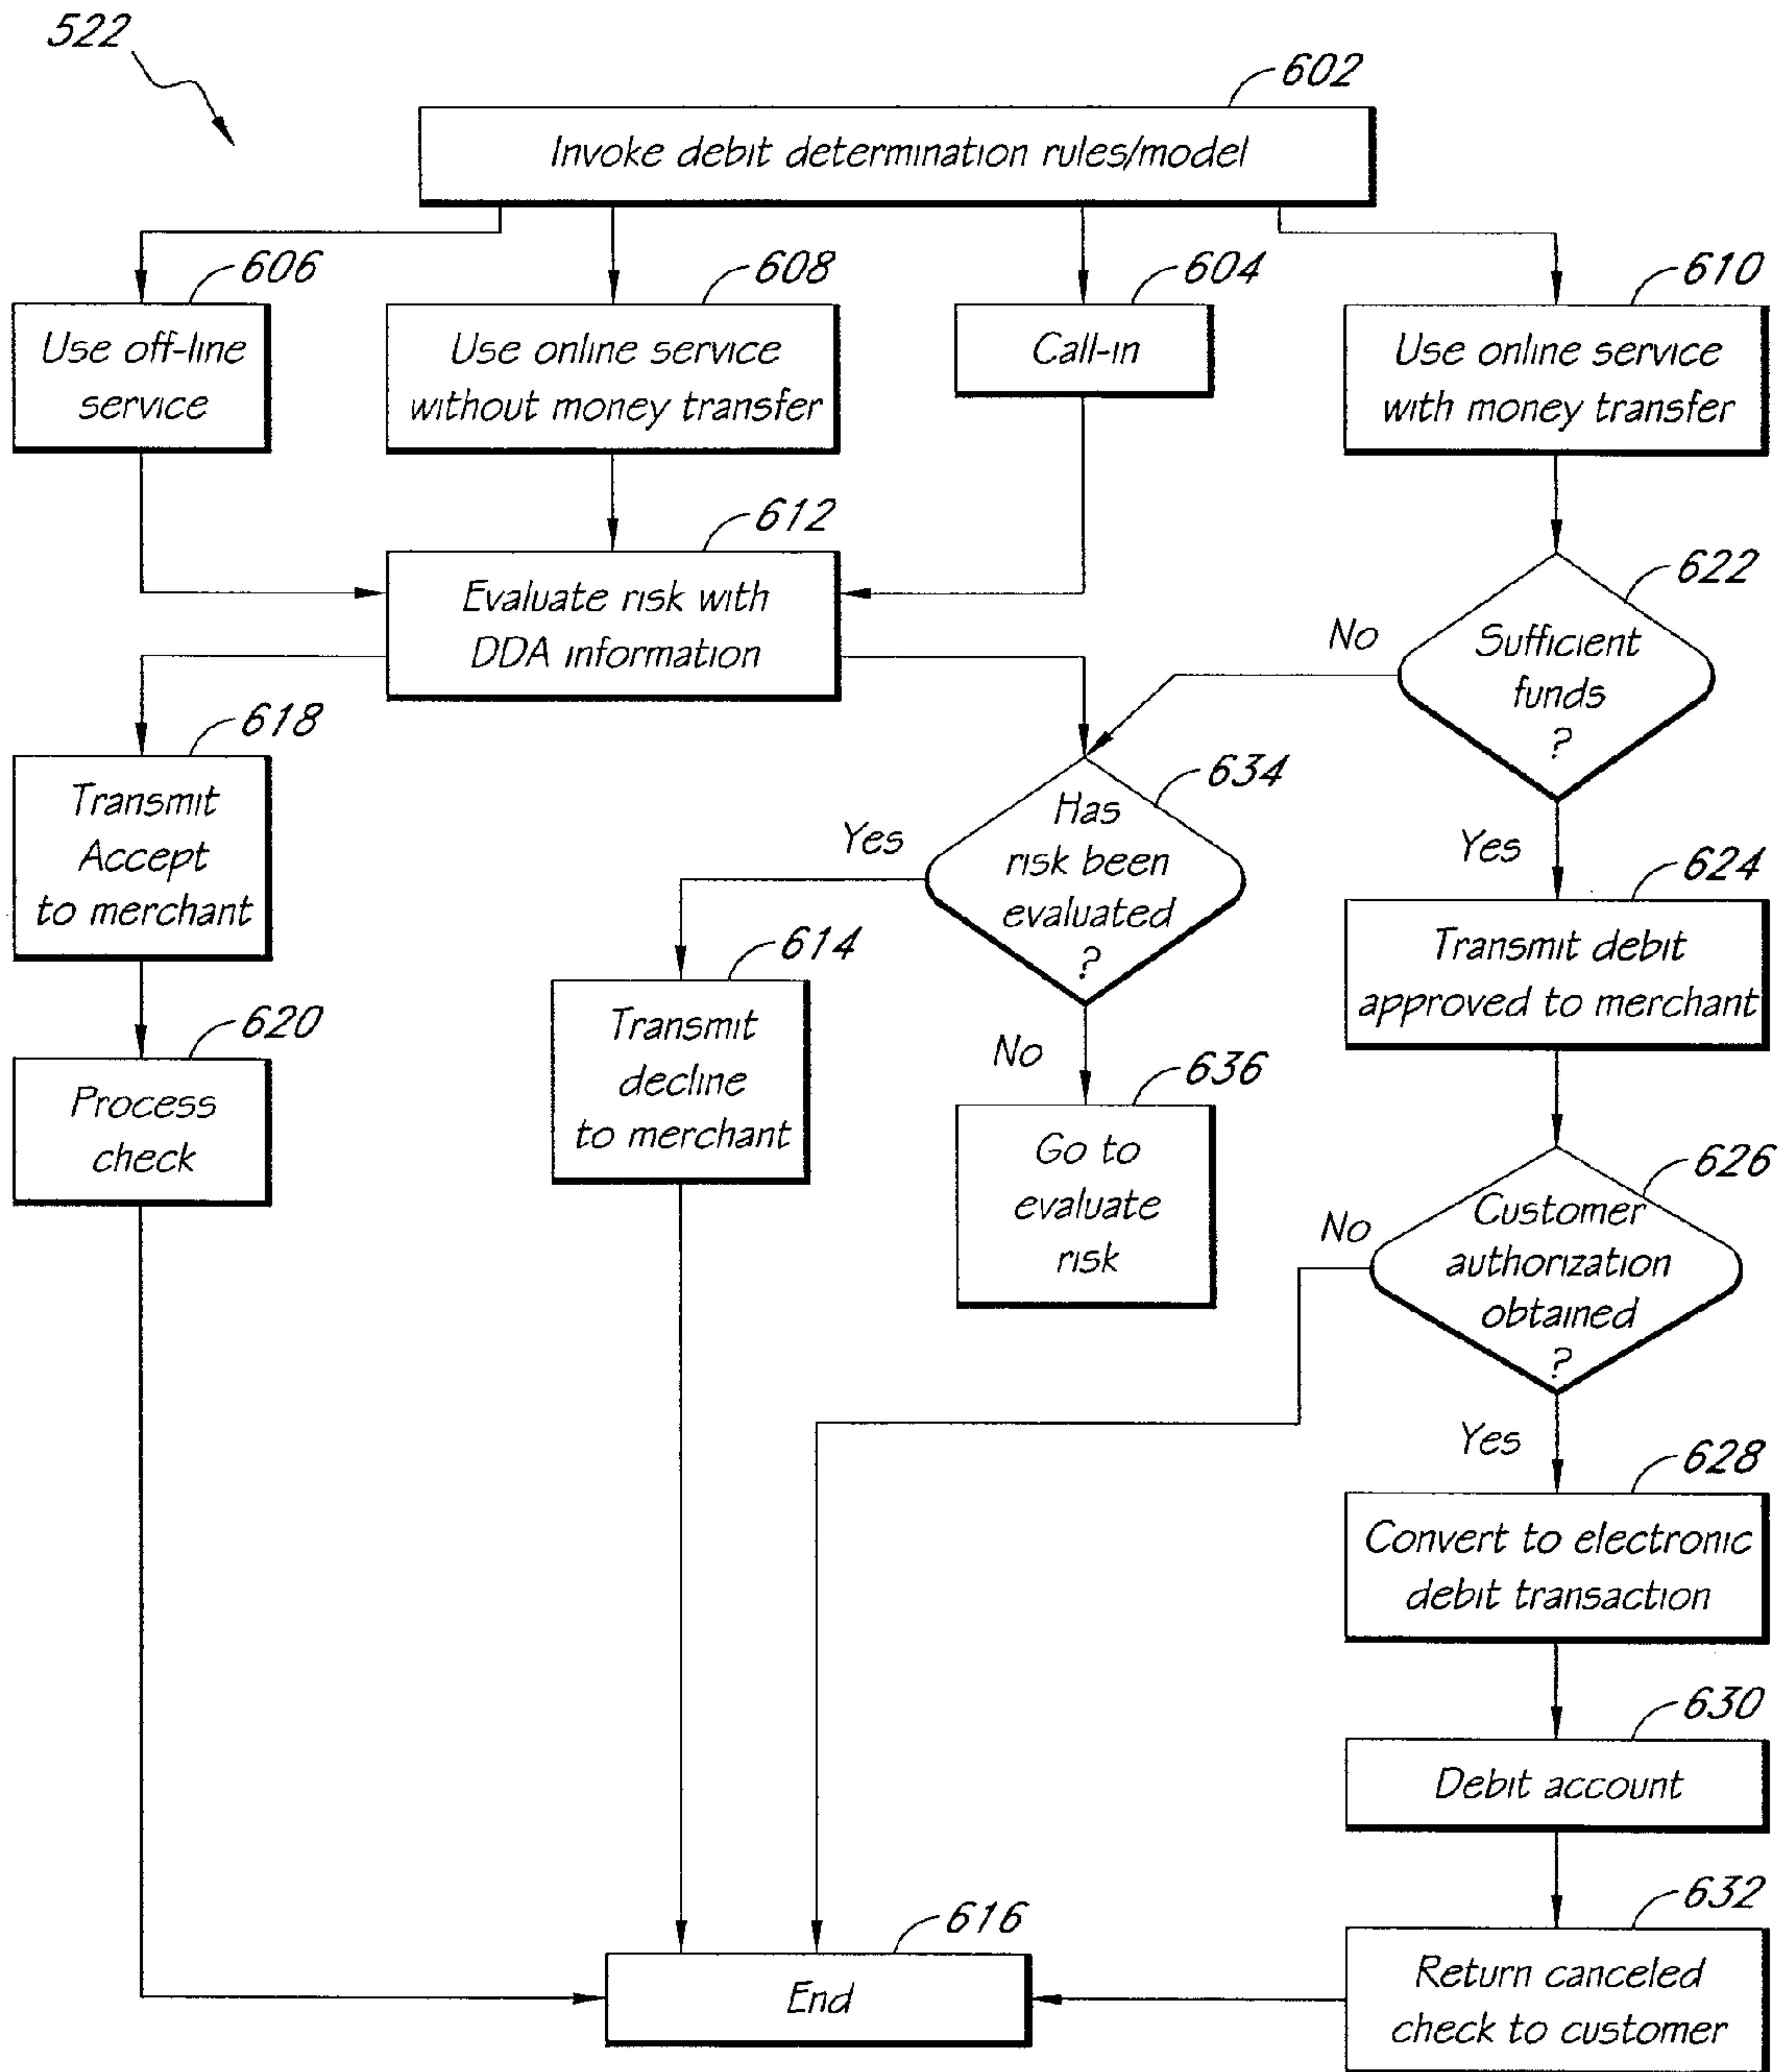 522
602
Invoke debit determination rules/model
606
608
604
610
Use off-line
service
Use online service
without money transfer
Call-in
Use online service
with money transfer
612
Evaluate risk with
DDA information
622
No
Sufficient
funds
?
618
Transmit
Accept
to merchant
634
Yes
Has
risk been
evaluated
?
Yes
624
Transmit debit
approved to merchant
614
Transmit
decline
to merchant
620
Process
check
No
636
Go to
evaluate
risk
626
No
Customer
authorization
obtained
?
Yes
628
Convert to electronic
debit transaction
630
Debit account
632
Return canceled
check to customer
616
End